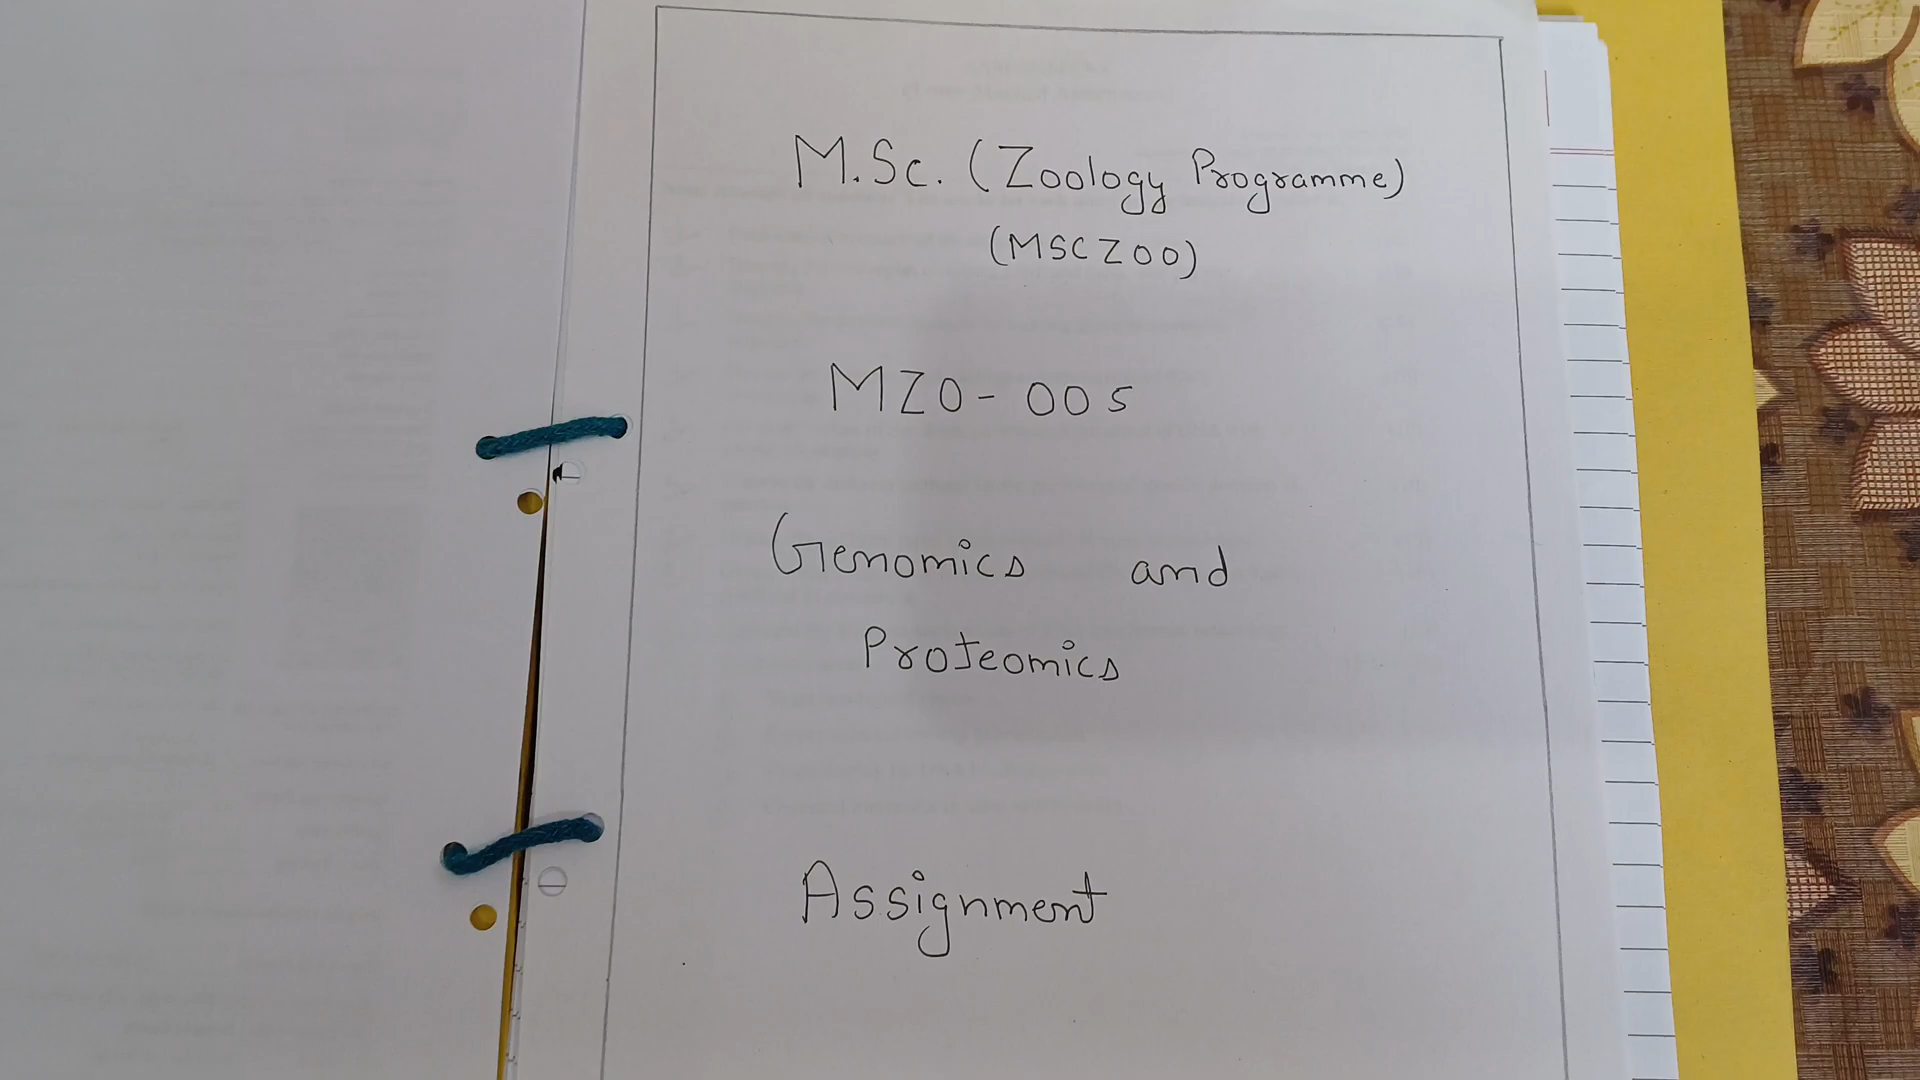 M.Sc. (Zoology Programme)
(MSCZOO)
MZO-005
Genomics and
Proteomics
Assignment